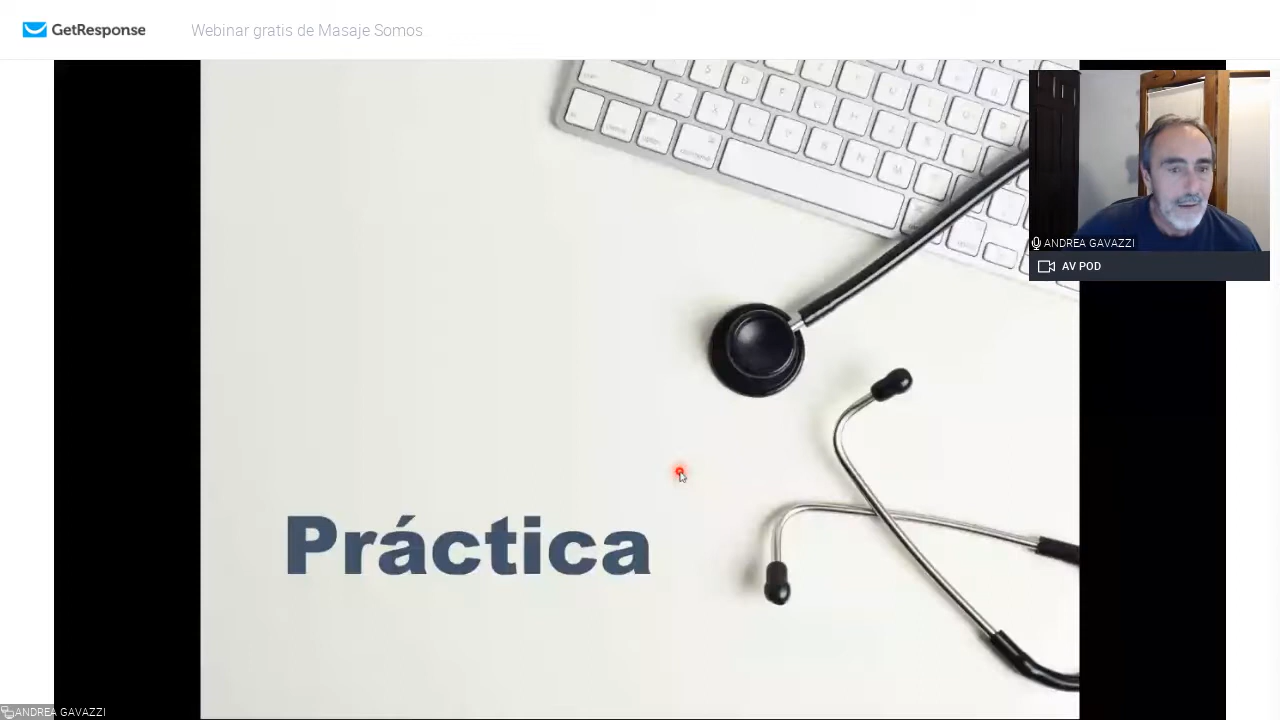 GetResponse
Webinar gratis de Masaje Somos
ANDREA GAVAZZI
AV POD
Práctica
ANDREA GAVAZZI